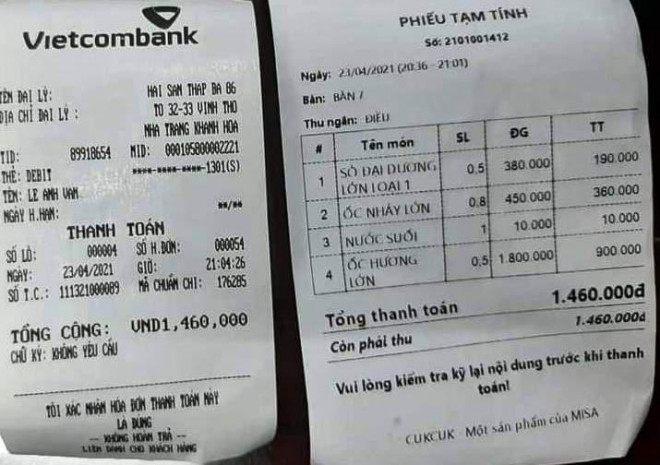 Vietcombank
TÊN ĐẠI LÝ: HAI SAN THAP BA 86
ĐỊA CHỈ ĐẠI LÝ : TO 32-33 VINH THO
NHA TRANG KHANH HOA
TID: 89918654 MID: 000105800002221
THẺ: DEBIT ****-****-****-1301(S)
TÊN: LE ANH VAN
NGÀY H.HẠN: **/**
THANH TOÁN
SỐ LÔ: 000004 SỐ H.ĐƠN: 000054
NGÀY: 23/04/2021 GIỜ: 21:04:26
SỐ T.C.: 111321000089 MÃ CHUẨN CHI: 176285
TỔNG CỘNG: VND1,460,000
CHỮ KÝ: KHÔNG YÊU CẦU
TÔI XÁC NHẬN HÓA ĐƠN THANH TOÁN NÀY
LÀ ĐÚNG
-- KHÔNG HOÀN TRẢ --
LIÊN DÀNH CHO KHÁCH HÀNG
PHIẾU TẠM TÍNH
Số: 2101001412
Ngày: 23/04/2021 (20:36 - 21:01)
Bàn: BÀN 7
Thu ngân: ĐIỀU
# Tên món SL ĐG TT
1 SÒ ĐẠI DƯƠNG LỚN LOẠI 1 0,5 380.000 190.000
2 ỐC NHẢY LỚN 0,8 450.000 360.000
3 NƯỚC SUỐI 1 10.000 10.000
4 ỐC HƯƠNG LỚN 0,5 1.800.000 900.000
Tổng thanh toán 1.460.000đ
Còn phải thu 1.460.000đ
Vui lòng kiểm tra kỹ lại nội dung trước khi thanh
toán!
CUKCUK - Một sản phẩm của MISA